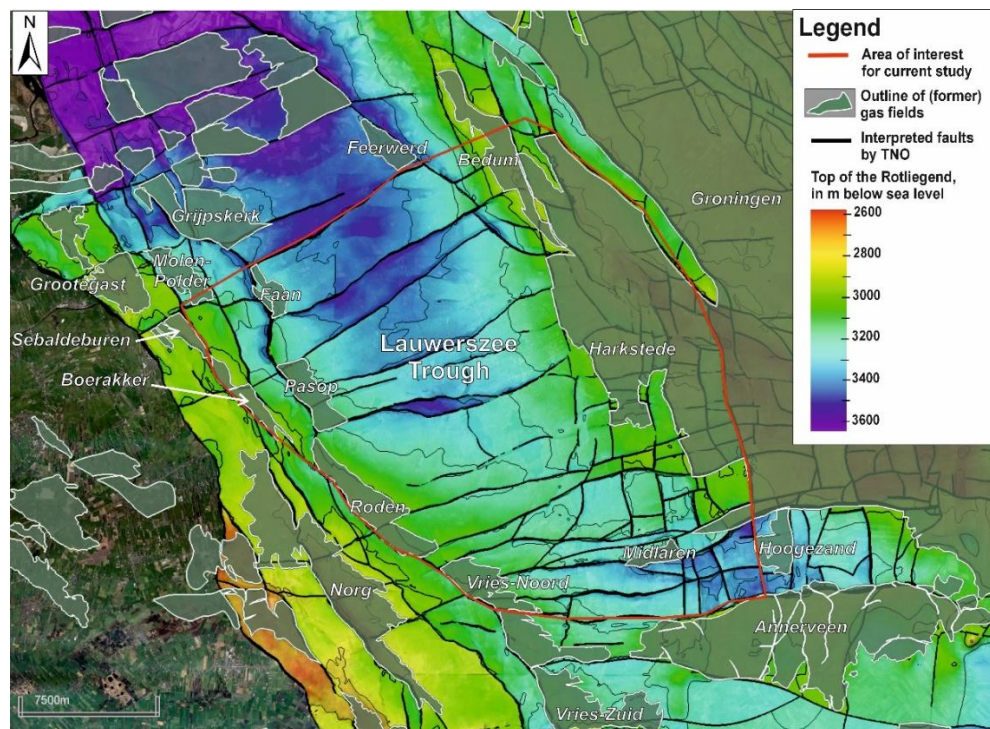 N
Legend
Area of interest
for current study
Outline of (former)
gas fields
Interpreted faults
by TNO
Top of the Rotliegend,
in m below sea level
2600
2800
3000
3200
3400
3600
Feerwerd
Bedum
Groningen
Grijpskerk
Molen-
Polder
Grootegast
Faan
Sebaldeburen
Lauwerszee
Trough
Harkstede
Boerakker
Pasop
Roden
Midlaren
Hoogezand
Vries-Noord
Norg
Annerveen
Vries-Zuid
7500m